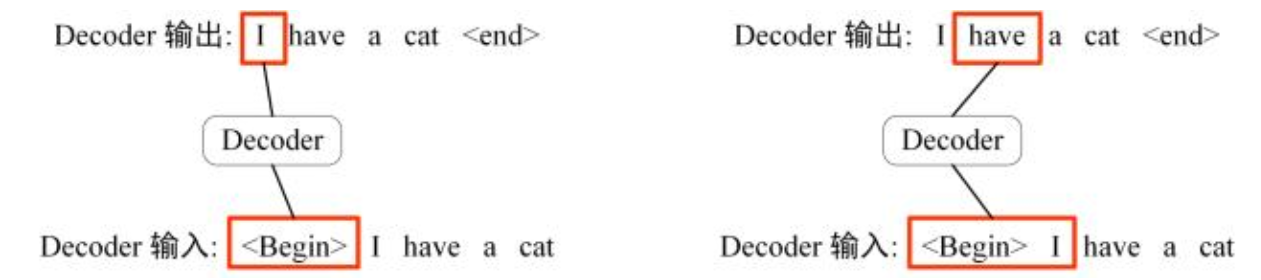 Decoder 输出: I have a cat <end>
Decoder
Decoder 输入: <Begin> I have a cat
Decoder 输出: I have a cat <end>
Decoder
Decoder 输入: <Begin> I have a cat